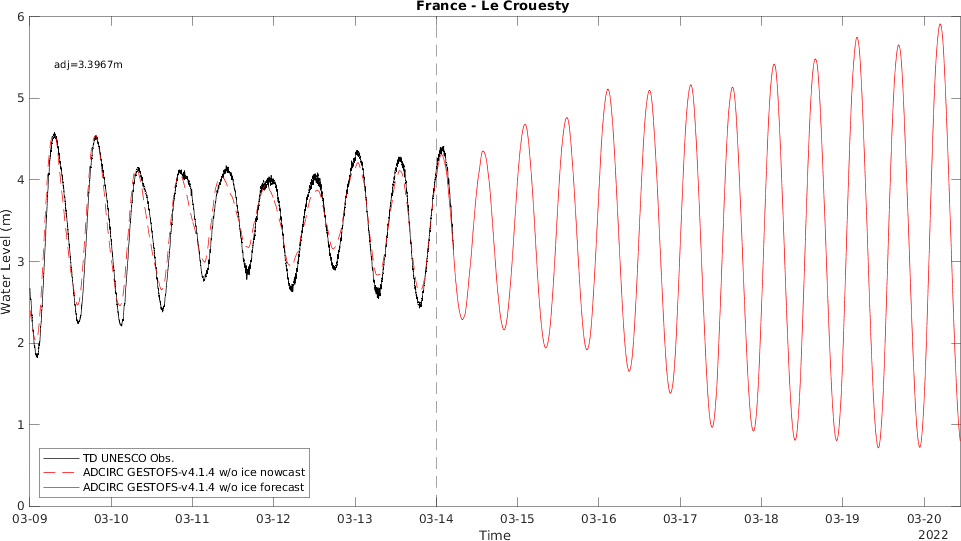 France - Le Crouesty
6
adj=3.3967m
5
4
3
2
1
0
Water Level (m)
TD UNESCO Obs.
ADCIRC GESTOFS-v4.1.4 w/o ice nowcast
ADCIRC GESTOFS-v4.1.4 w/o ice forecast
03-09 03-10 03-11 03-12 03-13 03-14 03-15 03-16 03-17 03-18 03-19 03-20
Time
2022